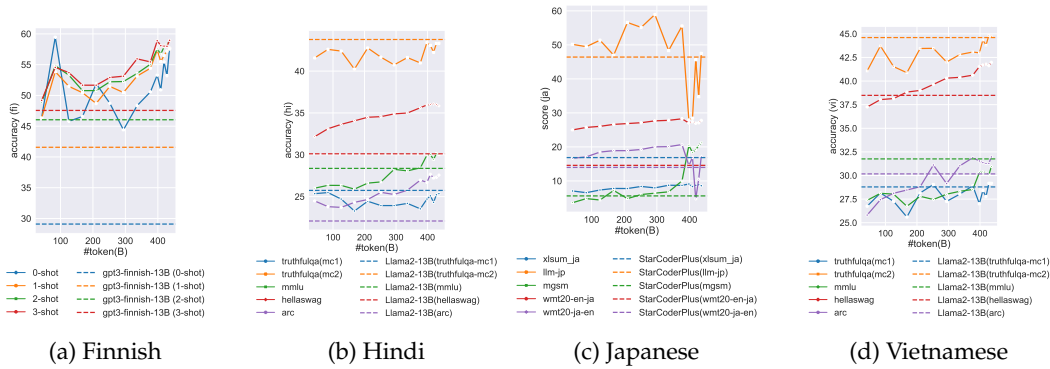 accuracy (fi)
60
55
50
45
40
35
30
100 200 300 400
#token(B)
0-shot gpt3-finnish-13B (0-shot)
1-shot gpt3-finnish-13B (1-shot)
2-shot gpt3-finnish-13B (2-shot)
3-shot gpt3-finnish-13B (3-shot)
(a) Finnish
accuracy (hi)
40
35
30
25
100 200 300 400
#token(B)
truthfulqa(mc1) Llama2-13B(truthfulqa-mc1)
truthfulqa(mc2) Llama2-13B(truthfulqa-mc2)
mmlu Llama2-13B(mmlu)
hellaswag Llama2-13B(hellaswag)
arc Llama2-13B(arc)
(b) Hindi
score (ja)
60
50
40
30
20
10
0
100 200 300 400
#token(B)
xlsum_ja StarCoderPlus(xlsum_ja)
llm-jp StarCoderPlus(llm-jp)
mgsm StarCoderPlus(mgsm)
wmt20-en-ja StarCoderPlus(wmt20-en-ja)
wmt20-ja-en StarCoderPlus(wmt20-ja-en)
(c) Japanese
accuracy (vi)
45.0
42.5
40.0
37.5
35.0
32.5
30.0
27.5
25.0
100 200 300 400
#token(B)
truthfulqa(mc1) Llama2-13B(truthfulqa-mc1)
truthfulqa(mc2) Llama2-13B(truthfulqa-mc2)
mmlu Llama2-13B(mmlu)
hellaswag Llama2-13B(hellaswag)
arc Llama2-13B(arc)
(d) Vietnamese